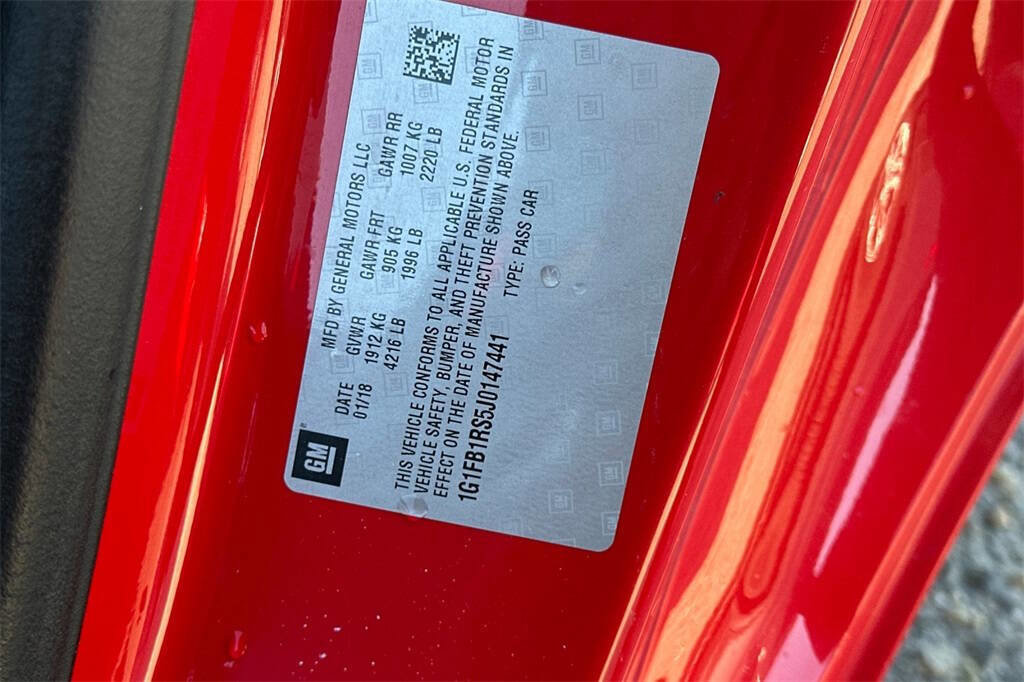 GM
MFD BY GENERAL MOTORS LLC
DATE GVWR GAWR FRT GAWR RR
01/18 1912 KG 905 KG 1007 KG
4216 LB 1996 LB 2220 LB
THIS VEHICLE CONFORMS TO ALL APPLICABLE U.S. FEDERAL MOTOR
VEHICLE SAFETY, BUMPER, AND THEFT PREVENTION STANDARDS IN
EFFECT ON THE DATE OF MANUFACTURE SHOWN ABOVE.
1G1FB1RS5J0147441 TYPE: PASS CAR